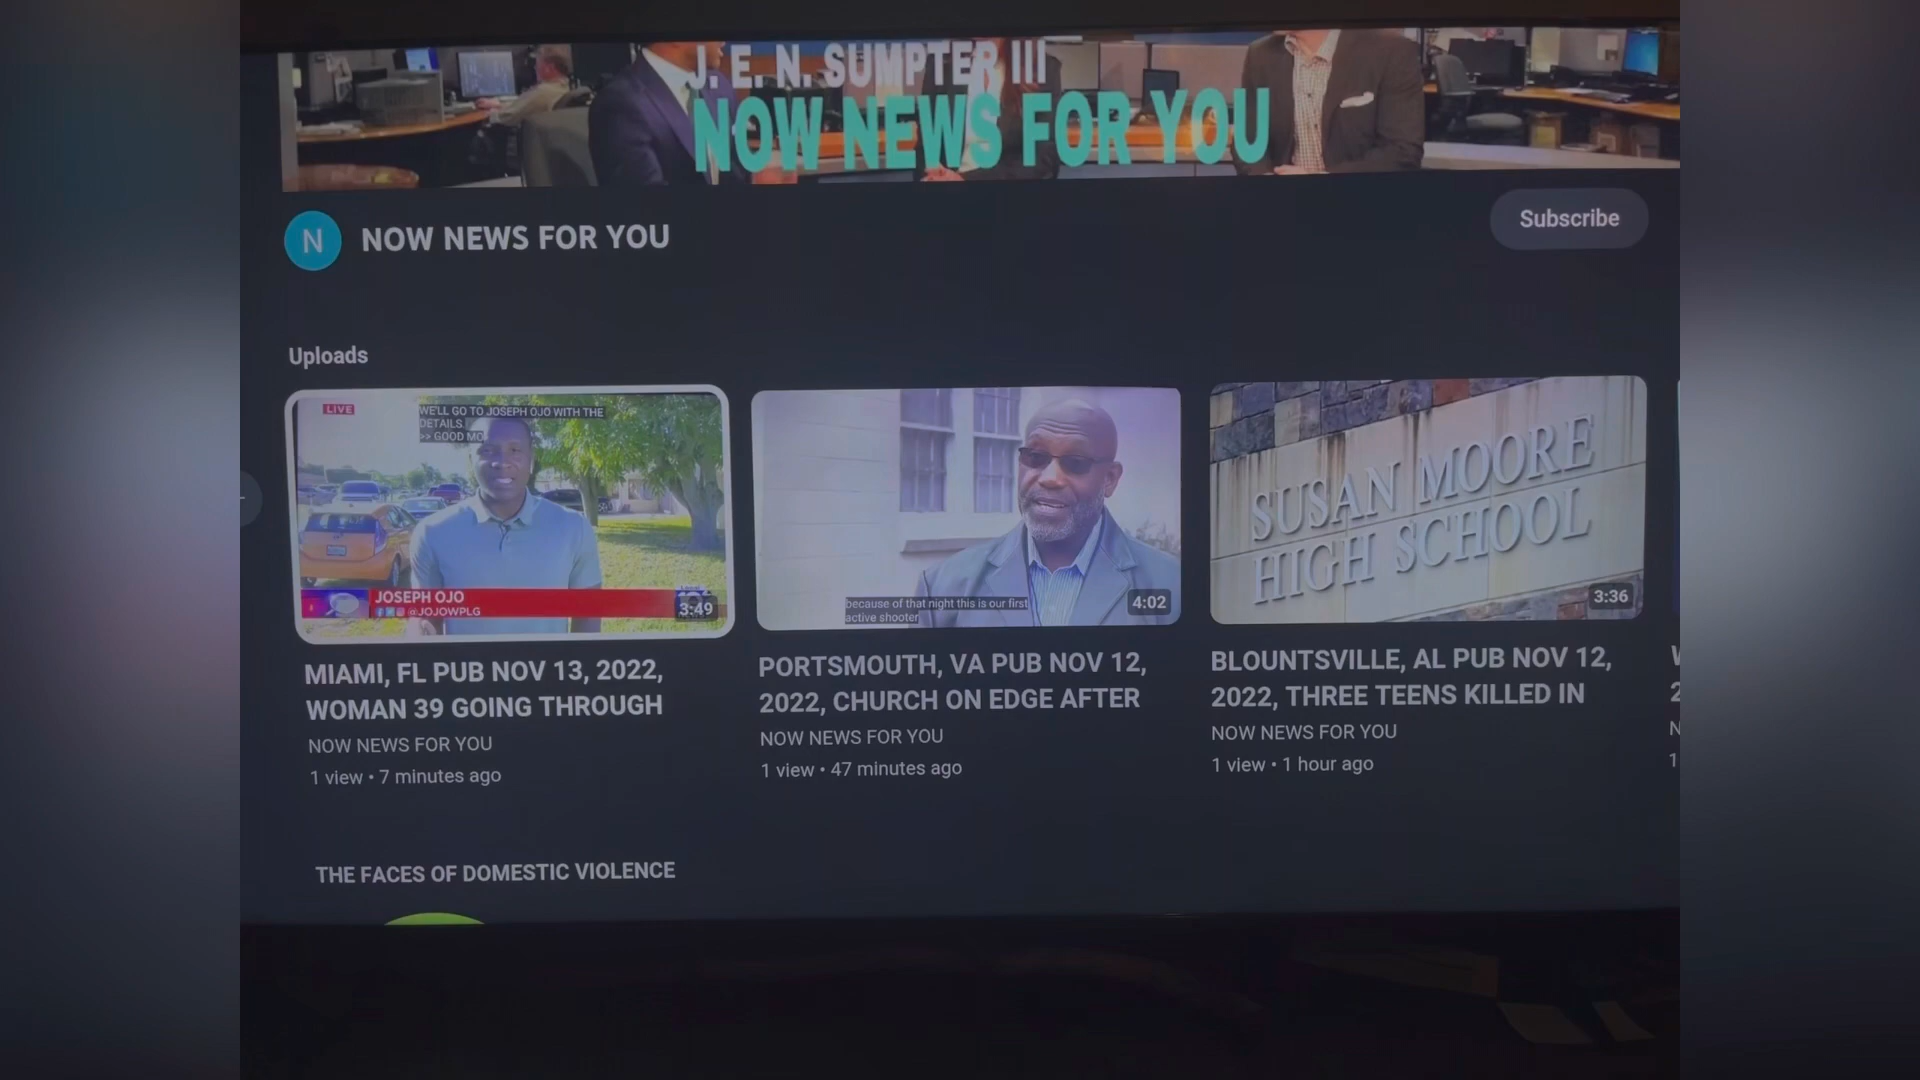 J. E. N. SUMPTER III
NOW NEWS FOR YOU
N
NOW NEWS FOR YOU
Subscribe
Uploads
LIVE
WE'LL GO TO JOSEPH OJO WITH THE
DETAILS.
>> GOOD MO
JOSEPH OJO
@JOJOWPLG
3:49
because of that night this is our first
active shooter
4:02
SUSAN MOORE
HIGH SCHOOL
3:36
MIAMI, FL PUB NOV 13, 2022,
WOMAN 39 GOING THROUGH
NOW NEWS FOR YOU
1 view • 7 minutes ago
PORTSMOUTH, VA PUB NOV 12,
2022, CHURCH ON EDGE AFTER
NOW NEWS FOR YOU
1 view • 47 minutes ago
BLOUNTSVILLE, AL PUB NOV 12,
2022, THREE TEENS KILLED IN
NOW NEWS FOR YOU
1 view • 1 hour ago
THE FACES OF DOMESTIC VIOLENCE